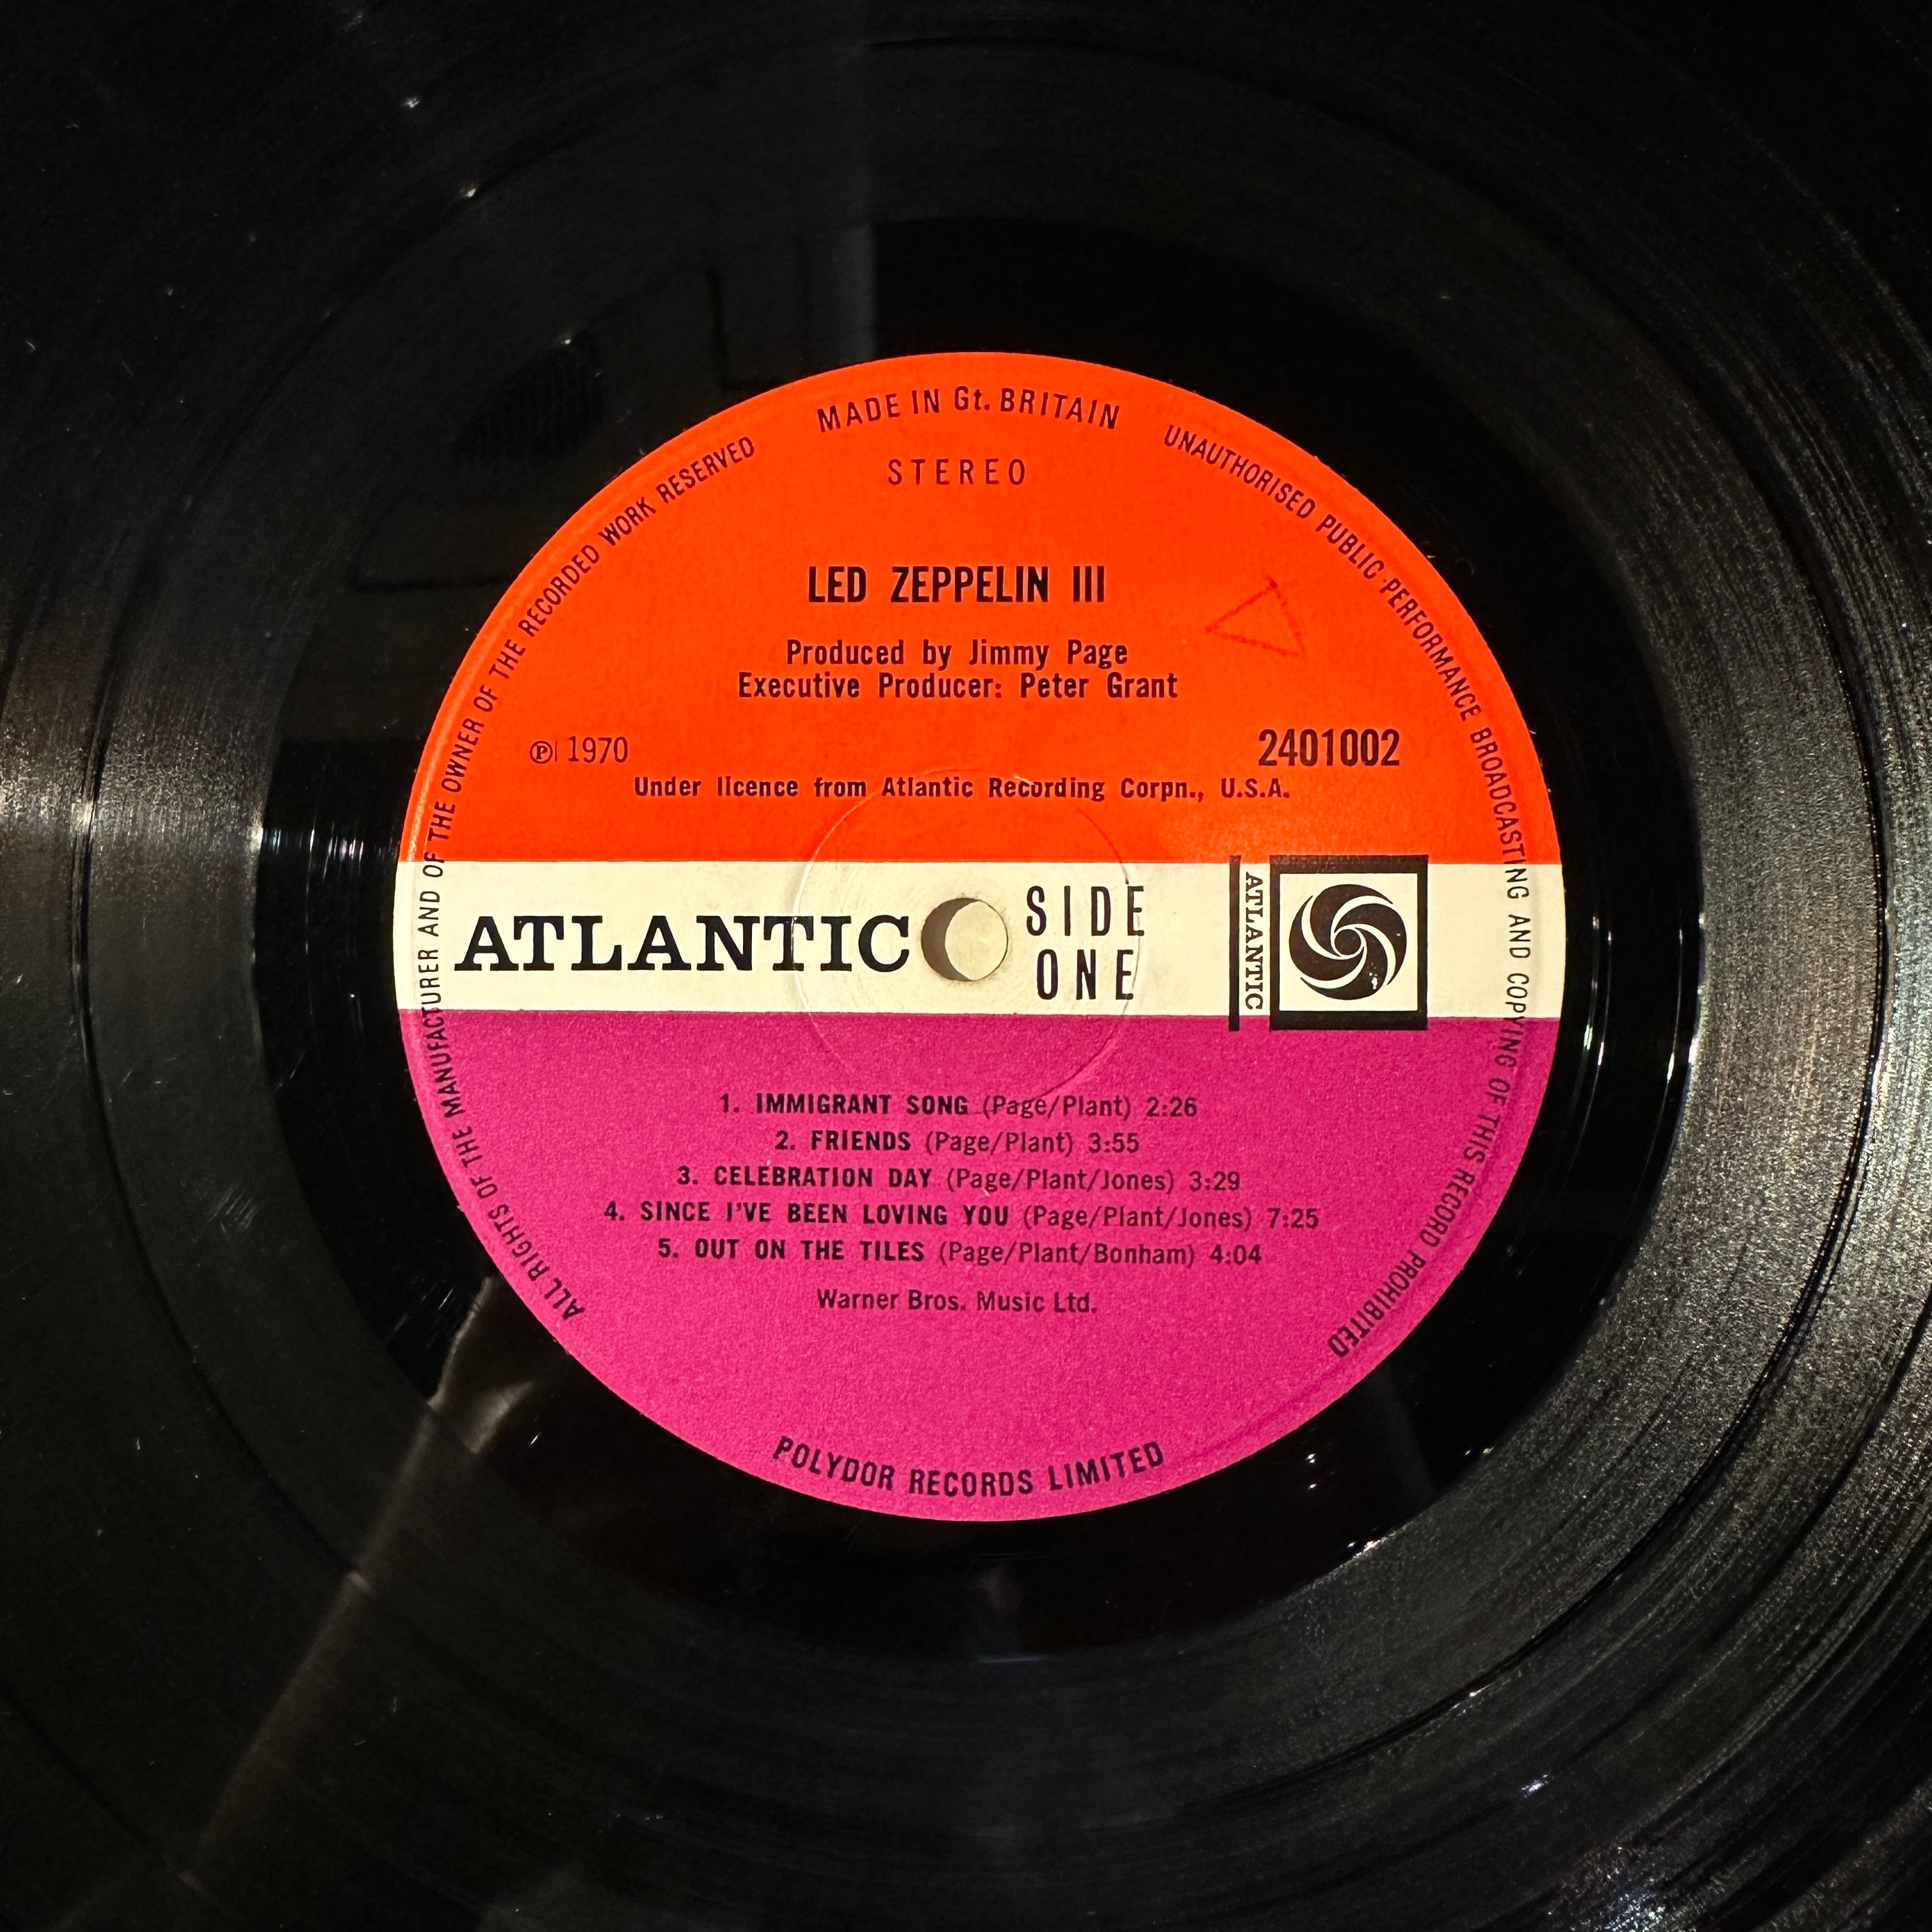 MADE IN Gt. BRITAIN
ALL RIGHTS OF THE MANUFACTURER AND OF THE OWNER OF THE RECORDED WORK RESERVED
UNAUTHORISED PUBLIC PERFORMANCE BROADCASTING AND COPYING OF THIS RECORD PROHIBITED
STEREO
LED ZEPPELIN III
Produced by Jimmy Page
Executive Producer: Peter Grant
℗ 1970
2401002
Under licence from Atlantic Recording Corpn., U.S.A.
ATLANTIC
SIDE
ONE
ATLANTIC
1. IMMIGRANT SONG (Page/Plant) 2:26
2. FRIENDS (Page/Plant) 3:55
3. CELEBRATION DAY (Page/Plant/Jones) 3:29
4. SINCE I'VE BEEN LOVING YOU (Page/Plant/Jones) 7:25
5. OUT ON THE TILES (Page/Plant/Bonham) 4:04
Warner Bros. Music Ltd.
POLYDOR RECORDS LIMITED